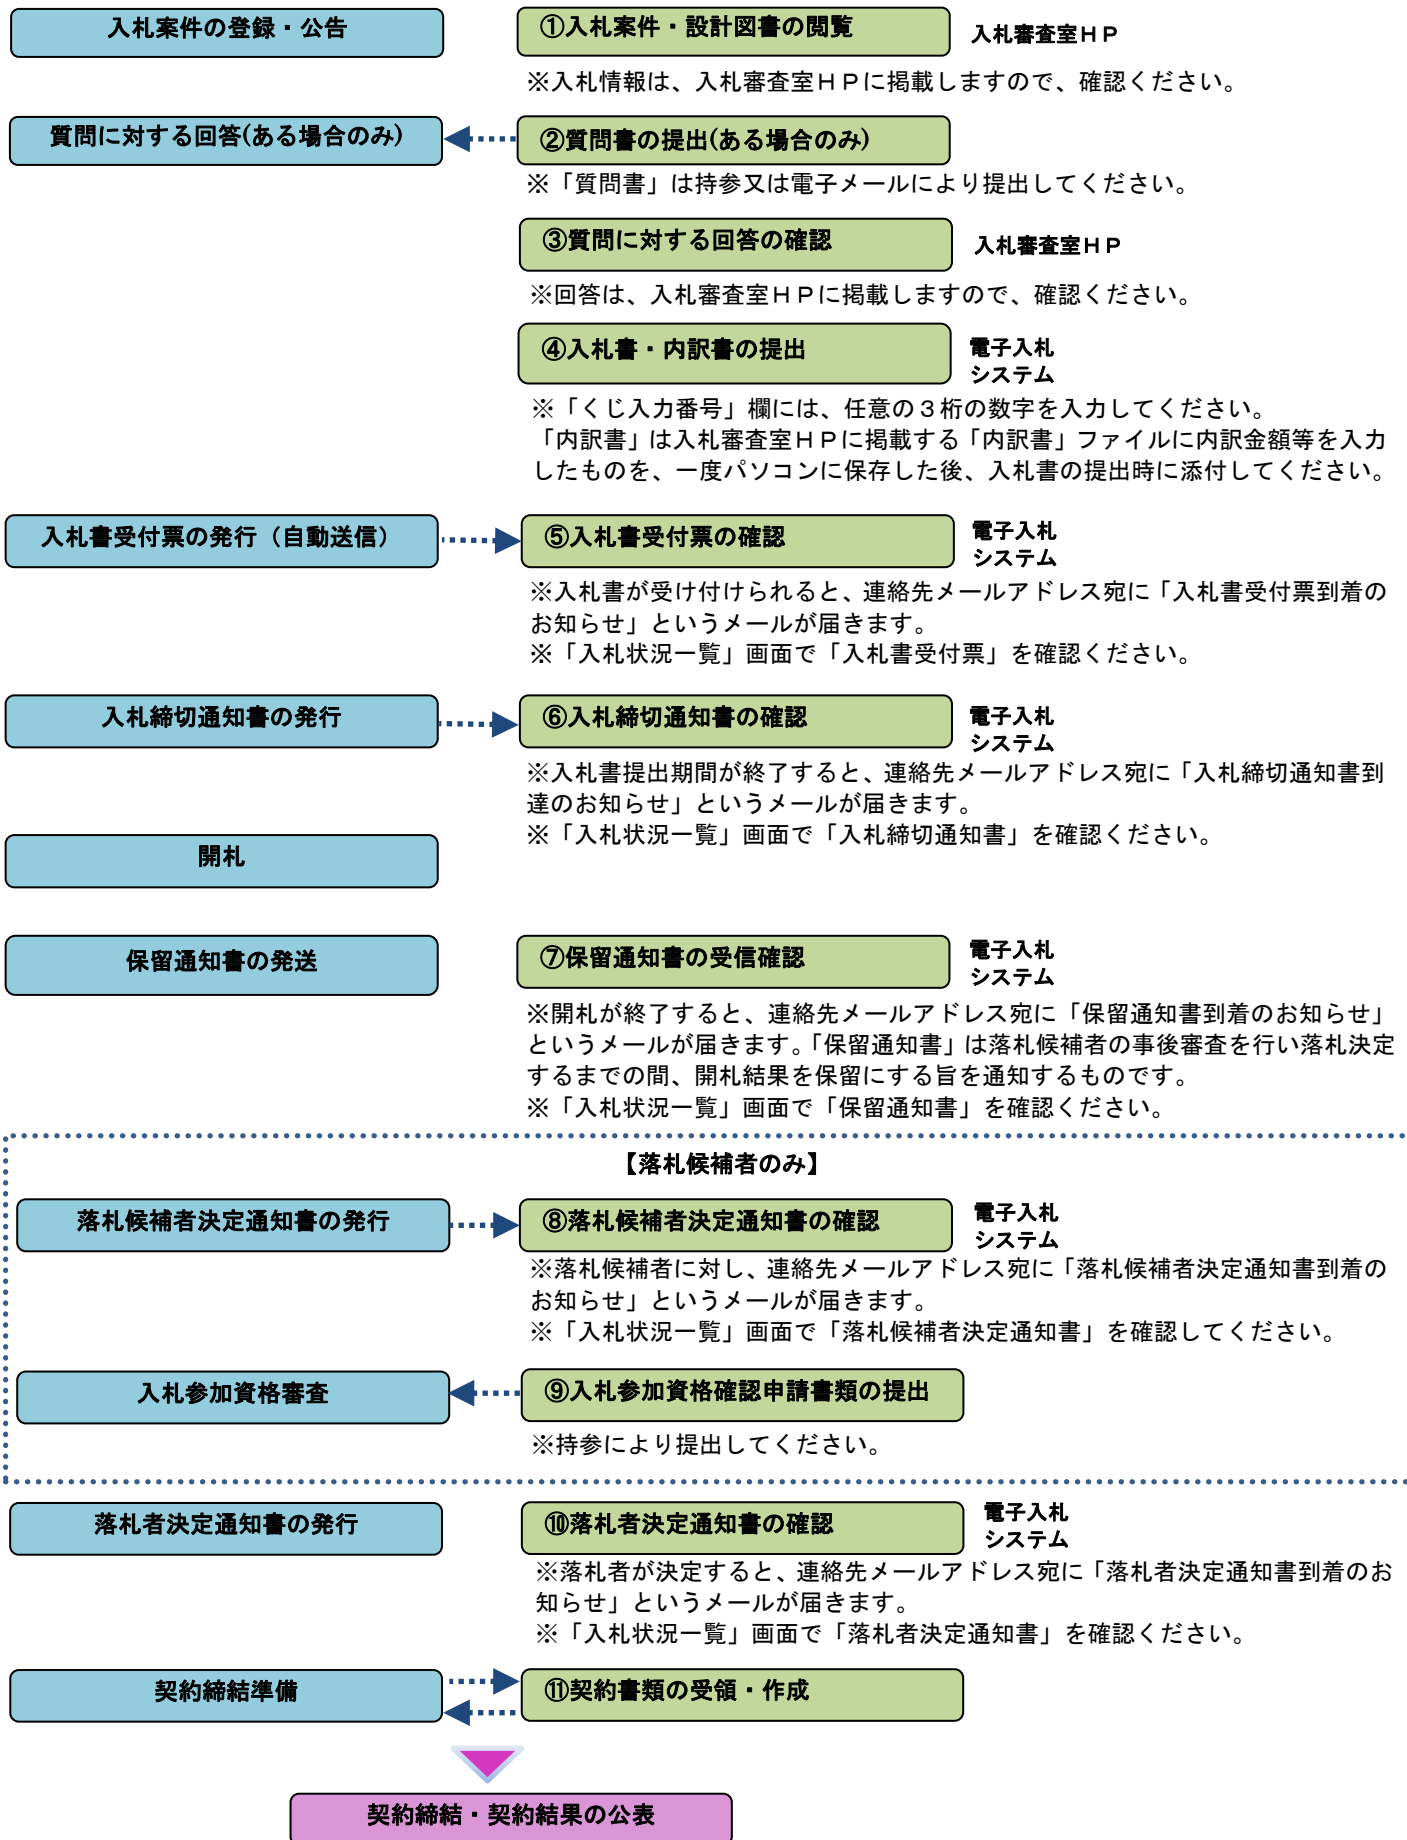 入札案件の登録・公告
①入札案件・設計図書の閲覧
入札審査室ＨＰ
※入札情報は、入札審査室ＨＰに掲載しますので、確認ください。
質問に対する回答(ある場合のみ)
②質問書の提出(ある場合のみ)
※「質問書」は持参又は電子メールにより提出してください。
③質問に対する回答の確認
入札審査室ＨＰ
※回答は、入札審査室ＨＰに掲載しますので、確認ください。
④入札書・内訳書の提出
電子入札
システム
※「くじ入力番号」欄には、任意の３桁の数字を入力してください。
「内訳書」は入札審査室ＨＰに掲載する「内訳書」ファイルに内訳金額等を入力
したものを、一度パソコンに保存した後、入札書の提出時に添付してください。
入札書受付票の発行（自動送信）
⑤入札書受付票の確認
電子入札
システム
※入札書が受け付けられると、連絡先メールアドレス宛に「入札書受付票到着の
お知らせ」というメールが届きます。
※「入札状況一覧」画面で「入札書受付票」を確認ください。
入札締切通知書の発行
⑥入札締切通知書の確認
電子入札
システム
※入札書提出期間が終了すると、連絡先メールアドレス宛に「入札締切通知書到
達のお知らせ」というメールが届きます。
※「入札状況一覧」画面で「入札締切通知書」を確認ください。
開札
保留通知書の発送
⑦保留通知書の受信確認
電子入札
システム
※開札が終了すると、連絡先メールアドレス宛に「保留通知書到着のお知らせ」
というメールが届きます。「保留通知書」は落札候補者の事後審査を行い落札決定
するまでの間、開札結果を保留にする旨を通知するものです。
※「入札状況一覧」画面で「保留通知書」を確認ください。
【落札候補者のみ】
落札候補者決定通知書の発行
⑧落札候補者決定通知書の確認
電子入札
システム
※落札候補者に対し、連絡先メールアドレス宛に「落札候補者決定通知書到着の
お知らせ」というメールが届きます。
※「入札状況一覧」画面で「落札候補者決定通知書」を確認してください。
入札参加資格審査
⑨入札参加資格確認申請書類の提出
※持参により提出してください。
落札者決定通知書の発行
⑩落札者決定通知書の確認
電子入札
システム
※落札者が決定すると、連絡先メールアドレス宛に「落札者決定通知書到着のお
知らせ」というメールが届きます。
※「入札状況一覧」画面で「落札者決定通知書」を確認ください。
契約締結準備
⑪契約書類の受領・作成
契約締結・契約結果の公表